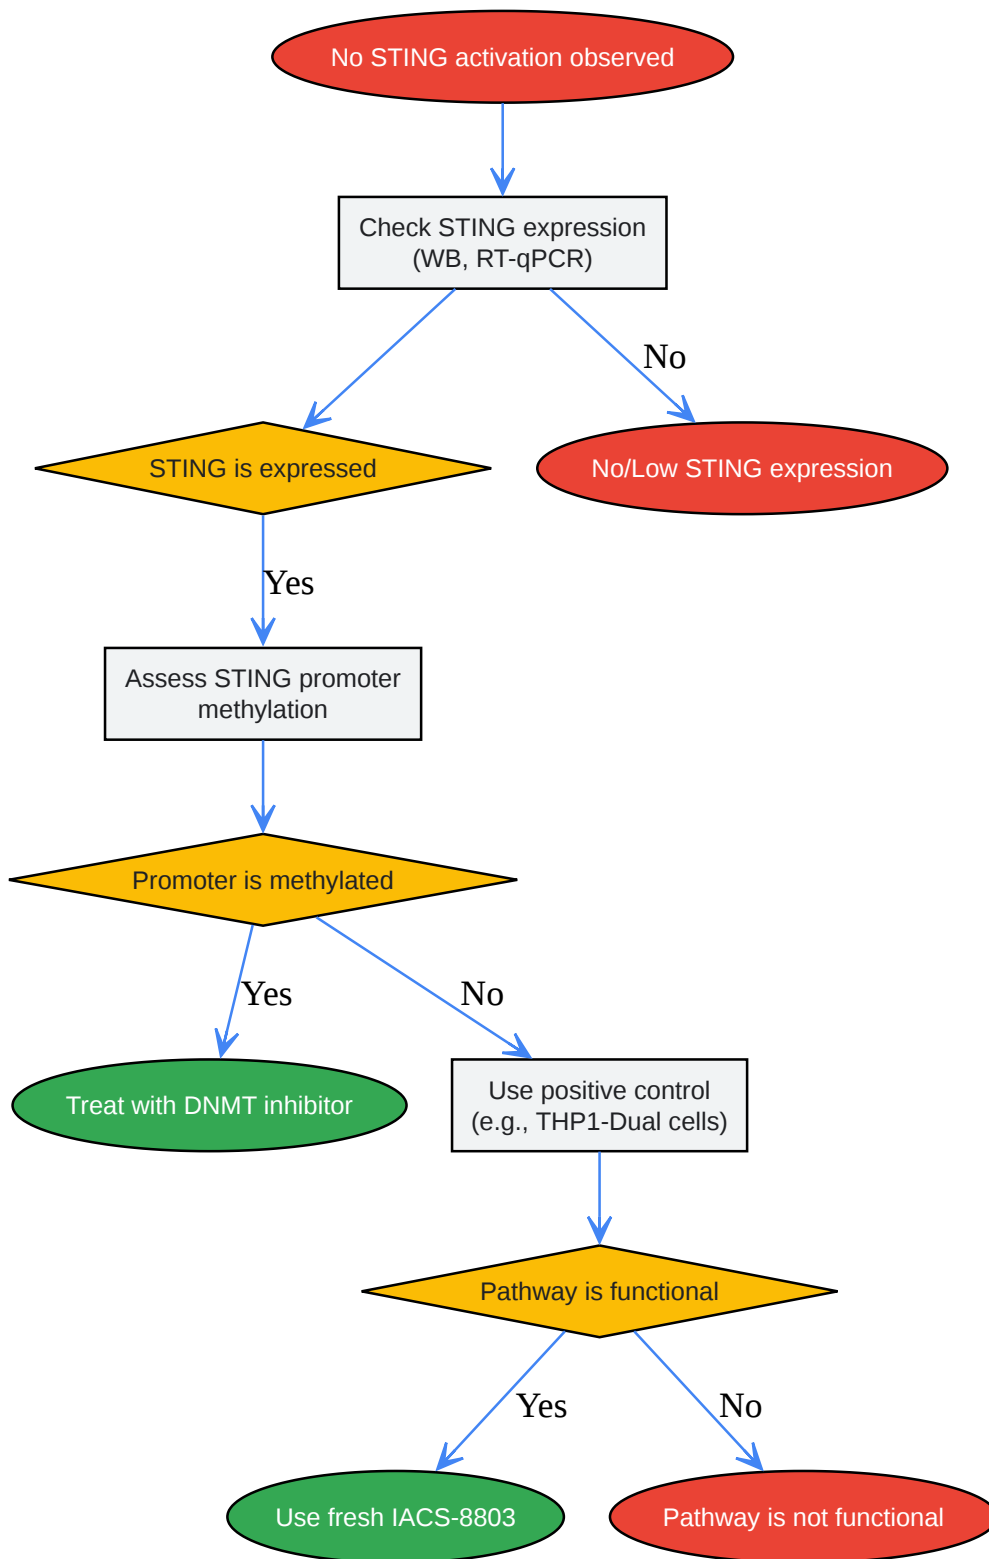 No STING activation observed
Check STING expression
(WB, RT-qPCR)
No
STING is expressed
No/Low STING expression
Yes
Assess STING promoter
methylation
Promoter is methylated
Yes
No
Treat with DNMT inhibitor
Use positive control
(e.g., THP1-Dual cells)
Pathway is functional
Yes
No
Use fresh IACS-8803
Pathway is not functional